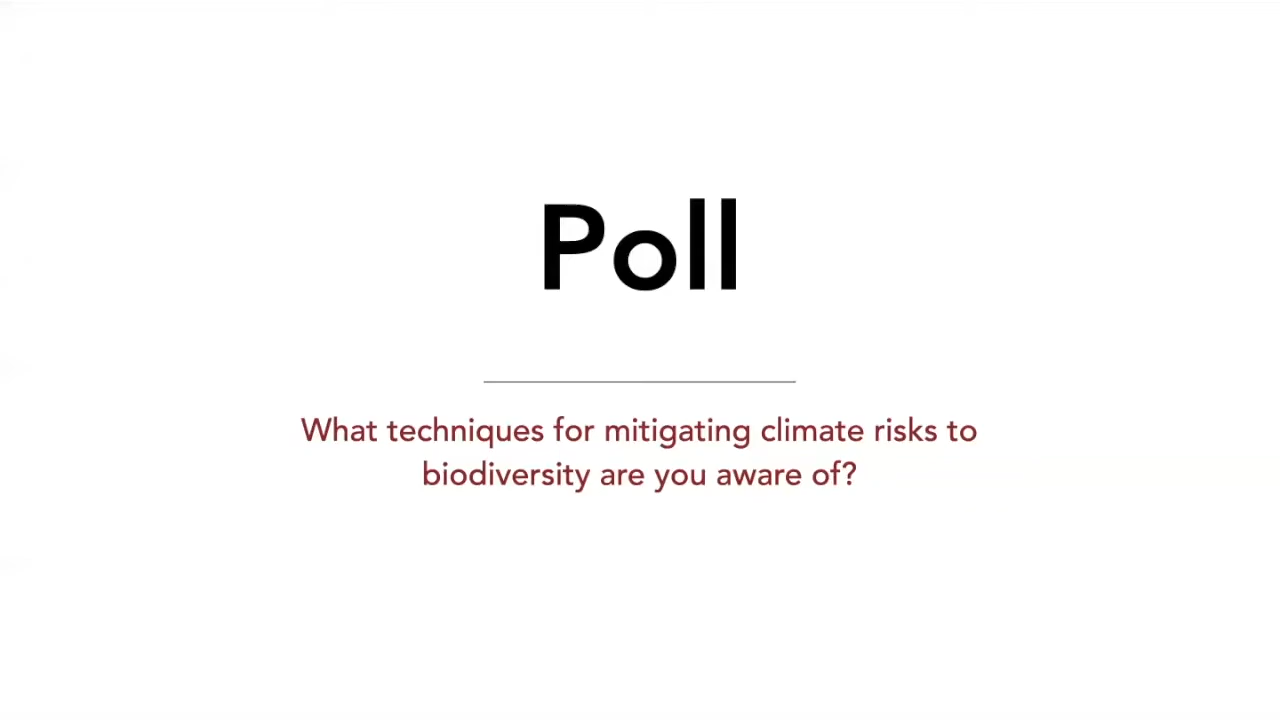 Poll
What techniques for mitigating climate risks to
biodiversity are you aware of?